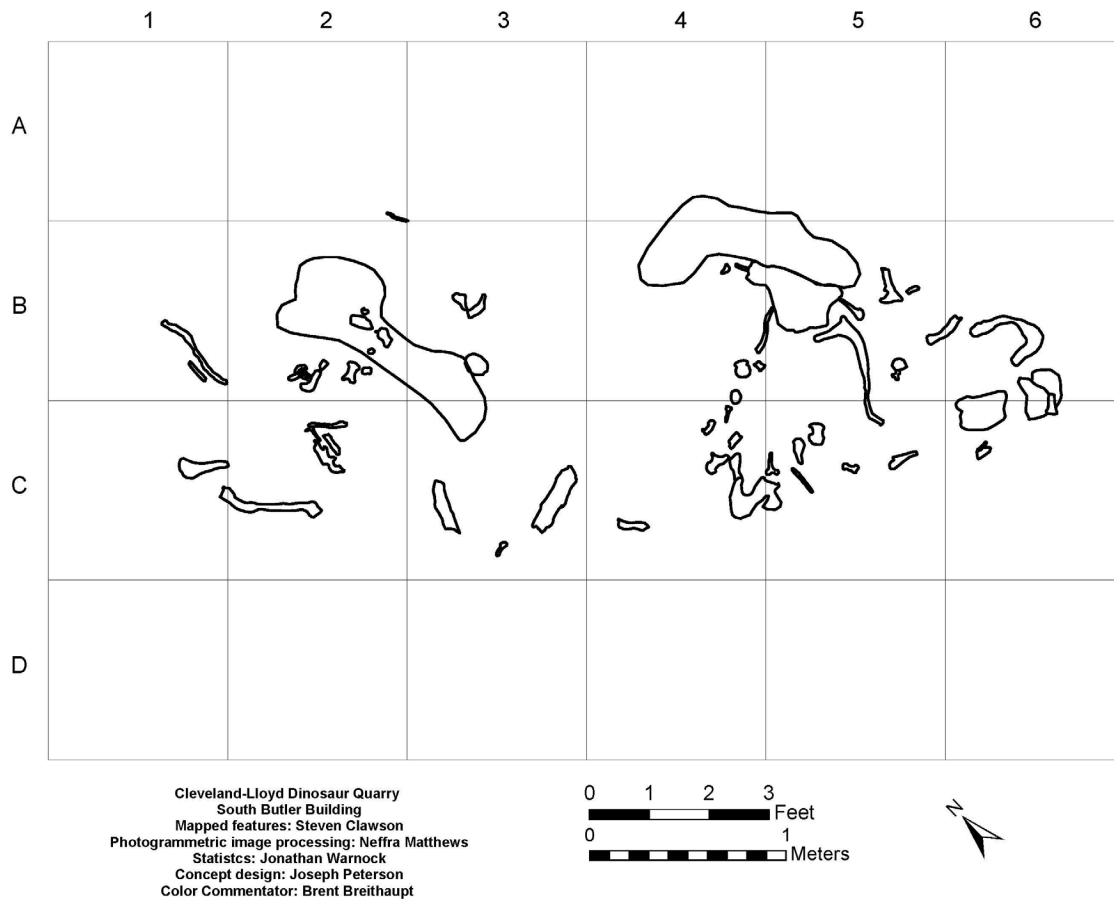 1 2 3 4 5 6
A
B
C
D
Cleveland-Lloyd Dinosaur Quarry
South Butler Building
Mapped features: Steven Clawson
Photogrammetric image processing: Neffra Matthews
Statistcs: Jonathan Warnock
Concept design: Joseph Peterson
Color Commentator: Brent Breithaupt
0 1 2 3
Feet
0 1
Meters
N